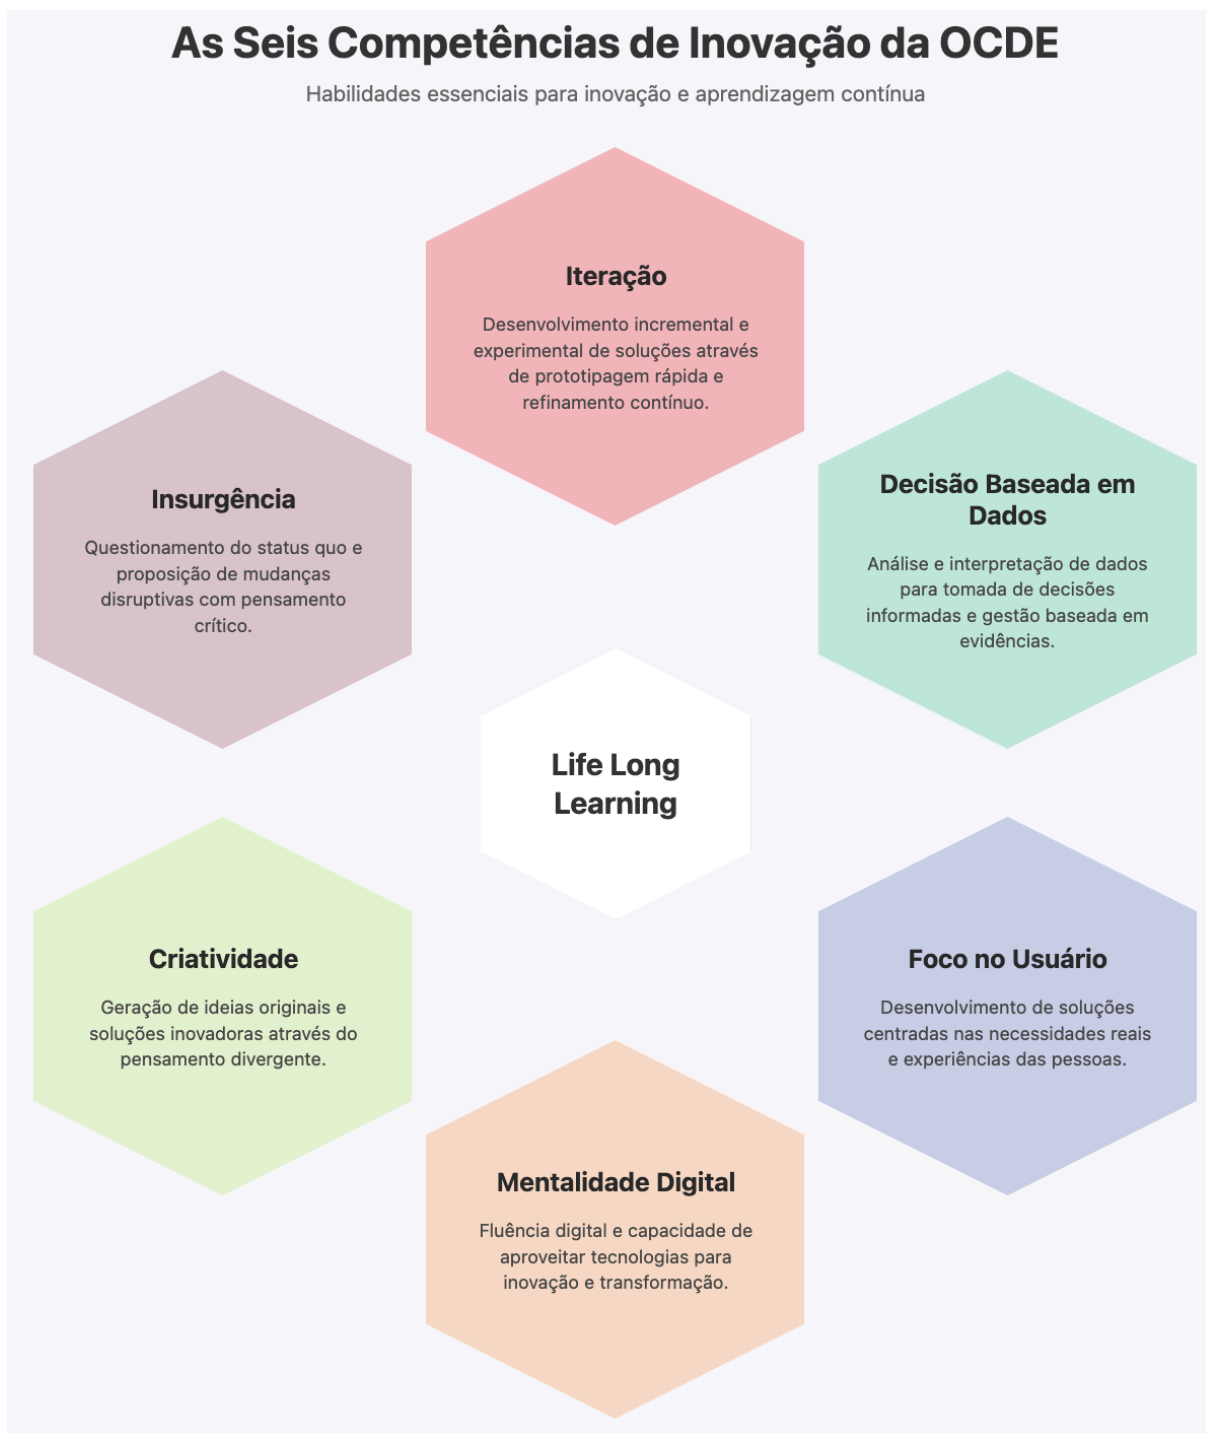 As Seis Competências de Inovação da OCDE
Habilidades essenciais para inovação e aprendizagem contínua
Iteração
Desenvolvimento incremental e
experimental de soluções através
de prototipagem rápida e
refinamento contínuo.
Insurgência
Questionamento do status quo e
proposição de mudanças
disruptivas com pensamento
crítico.
Decisão Baseada em
Dados
Análise e interpretação de dados
para tomada de decisões
informadas e gestão baseada em
evidências.
Life Long
Learning
Criatividade
Geração de ideias originais e
soluções inovadoras através do
pensamento divergente.
Foco no Usuário
Desenvolvimento de soluções
centradas nas necessidades reais
e experiências das pessoas.
Mentalidade Digital
Fluência digital e capacidade de
aproveitar tecnologias para
inovação e transformação.